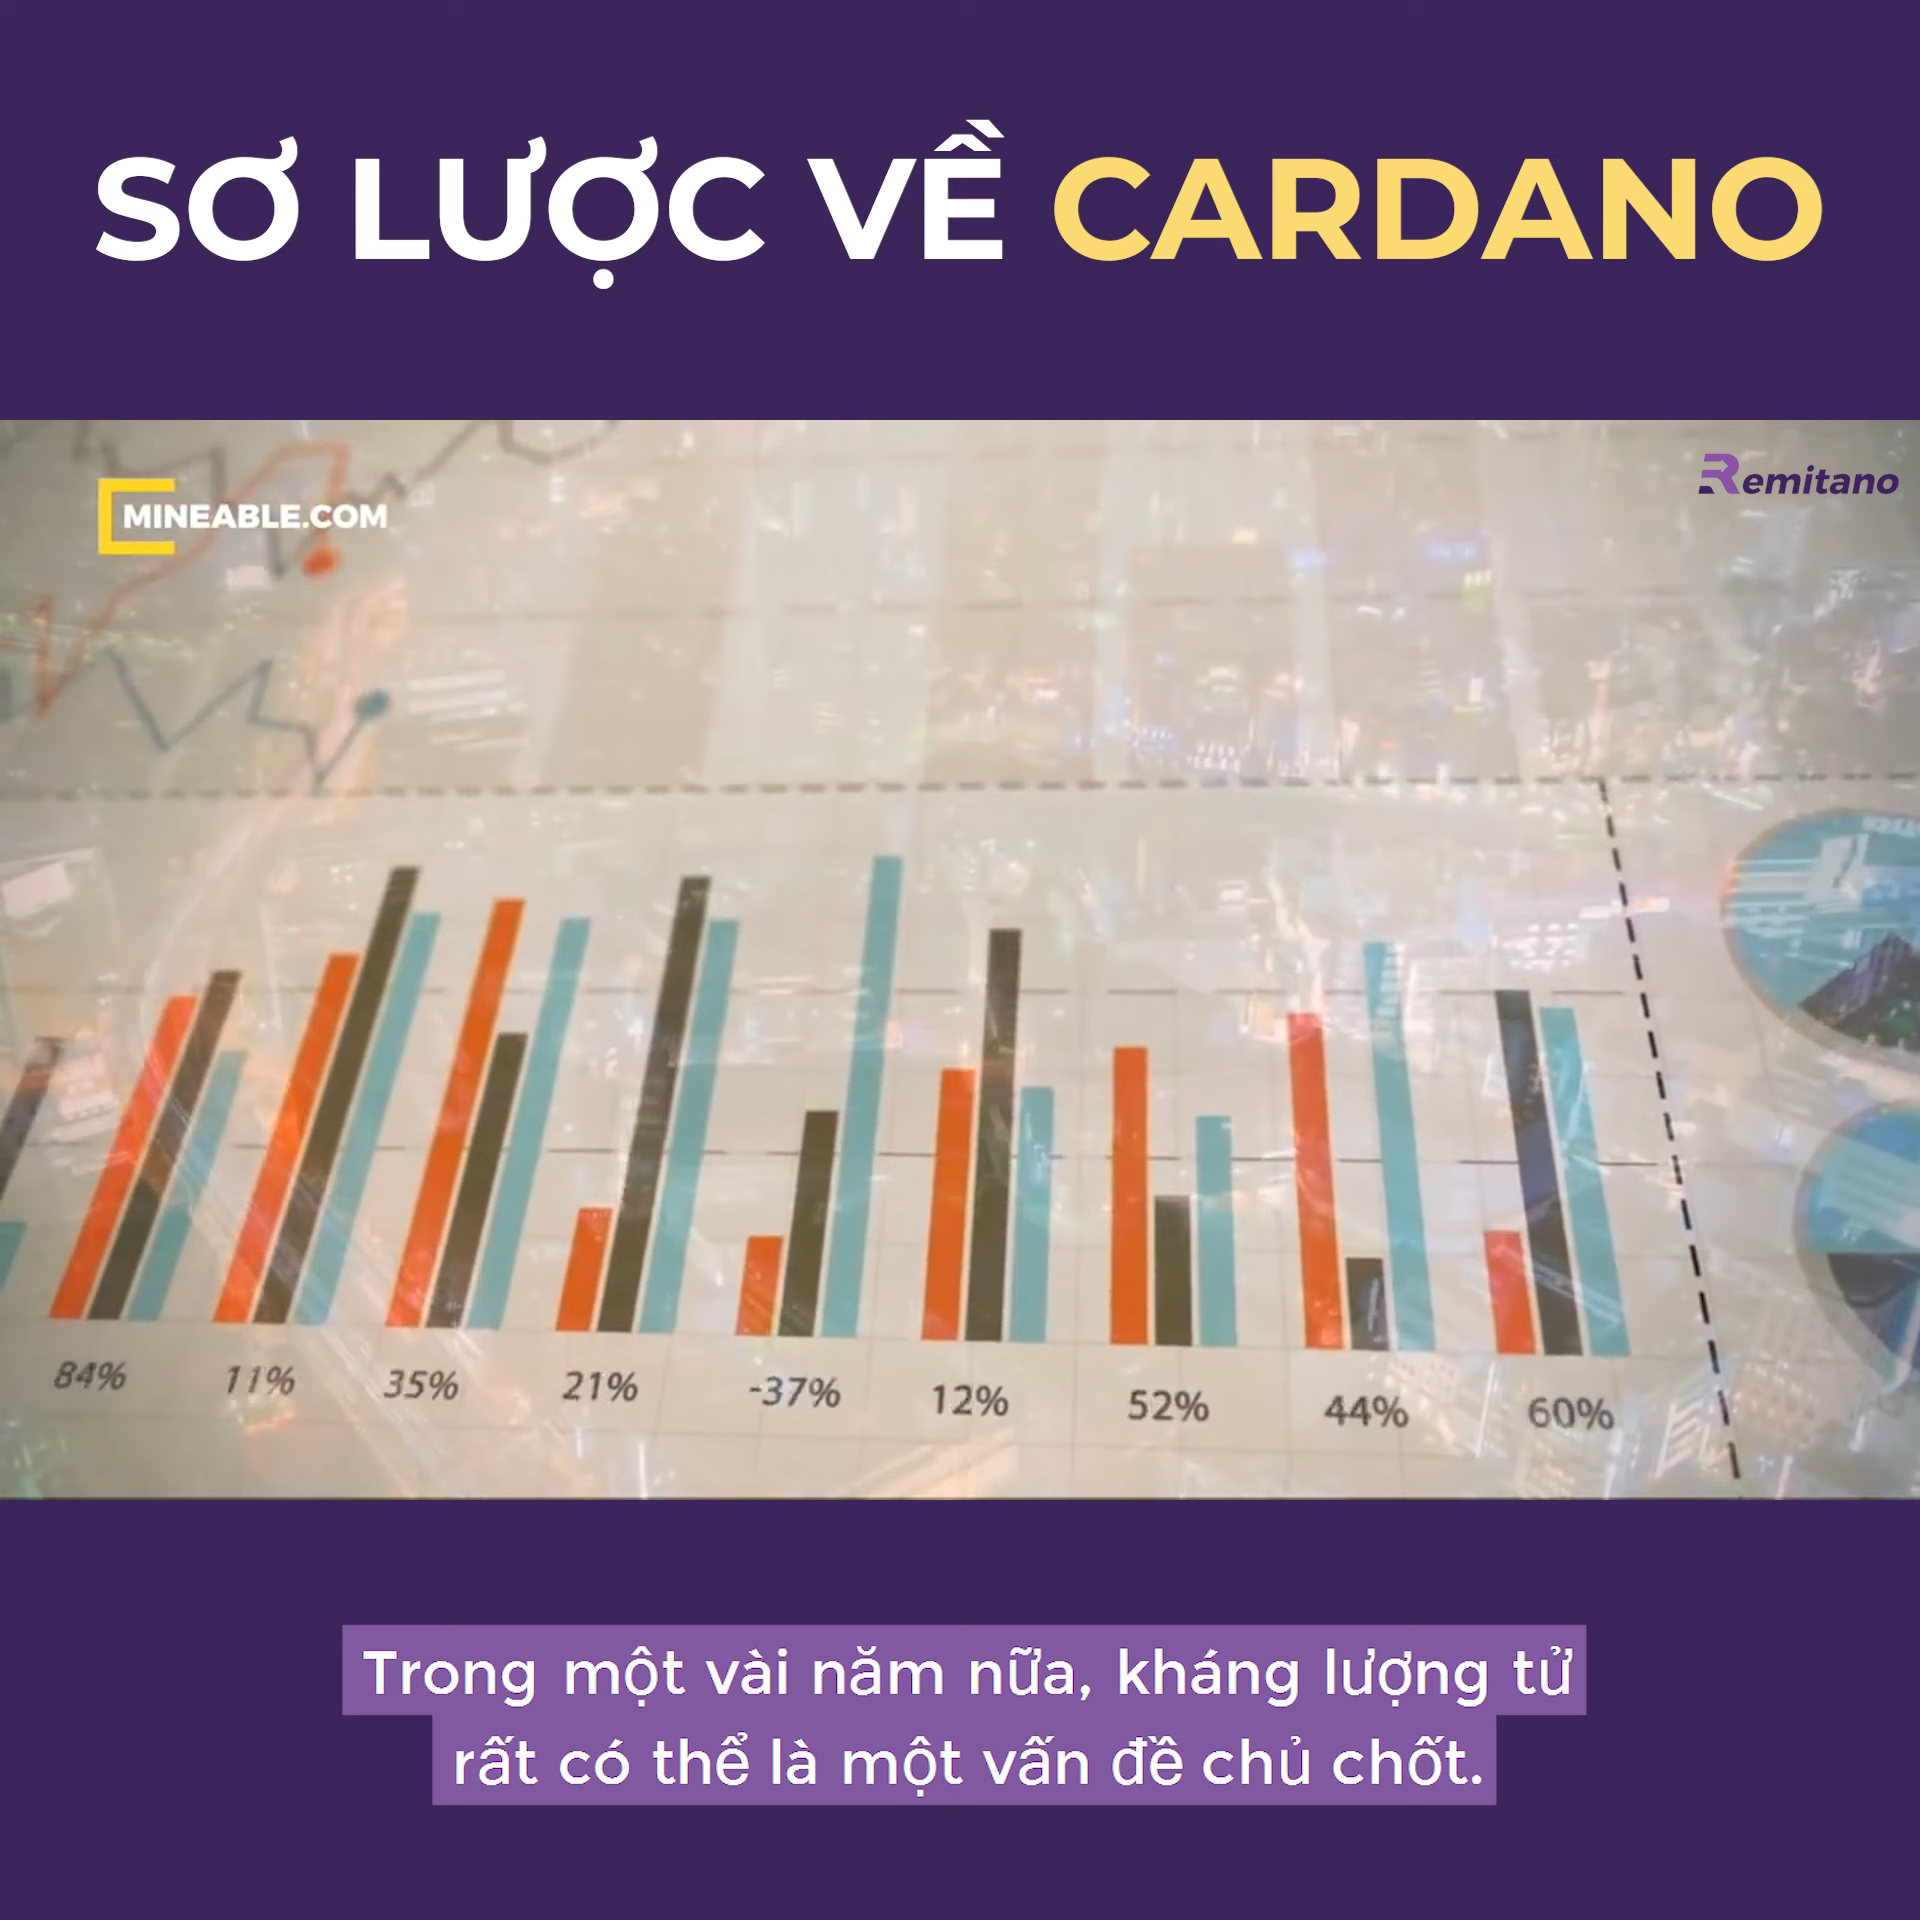 SƠ LƯỢC VỀ CARDANO
MINEABLE.COM
Remitano
84% 11% 35% 21% -37% 12% 52% 44% 60%
Trong một vài năm nữa, kháng lượng tử
rất có thể là một vấn đề chủ chốt.